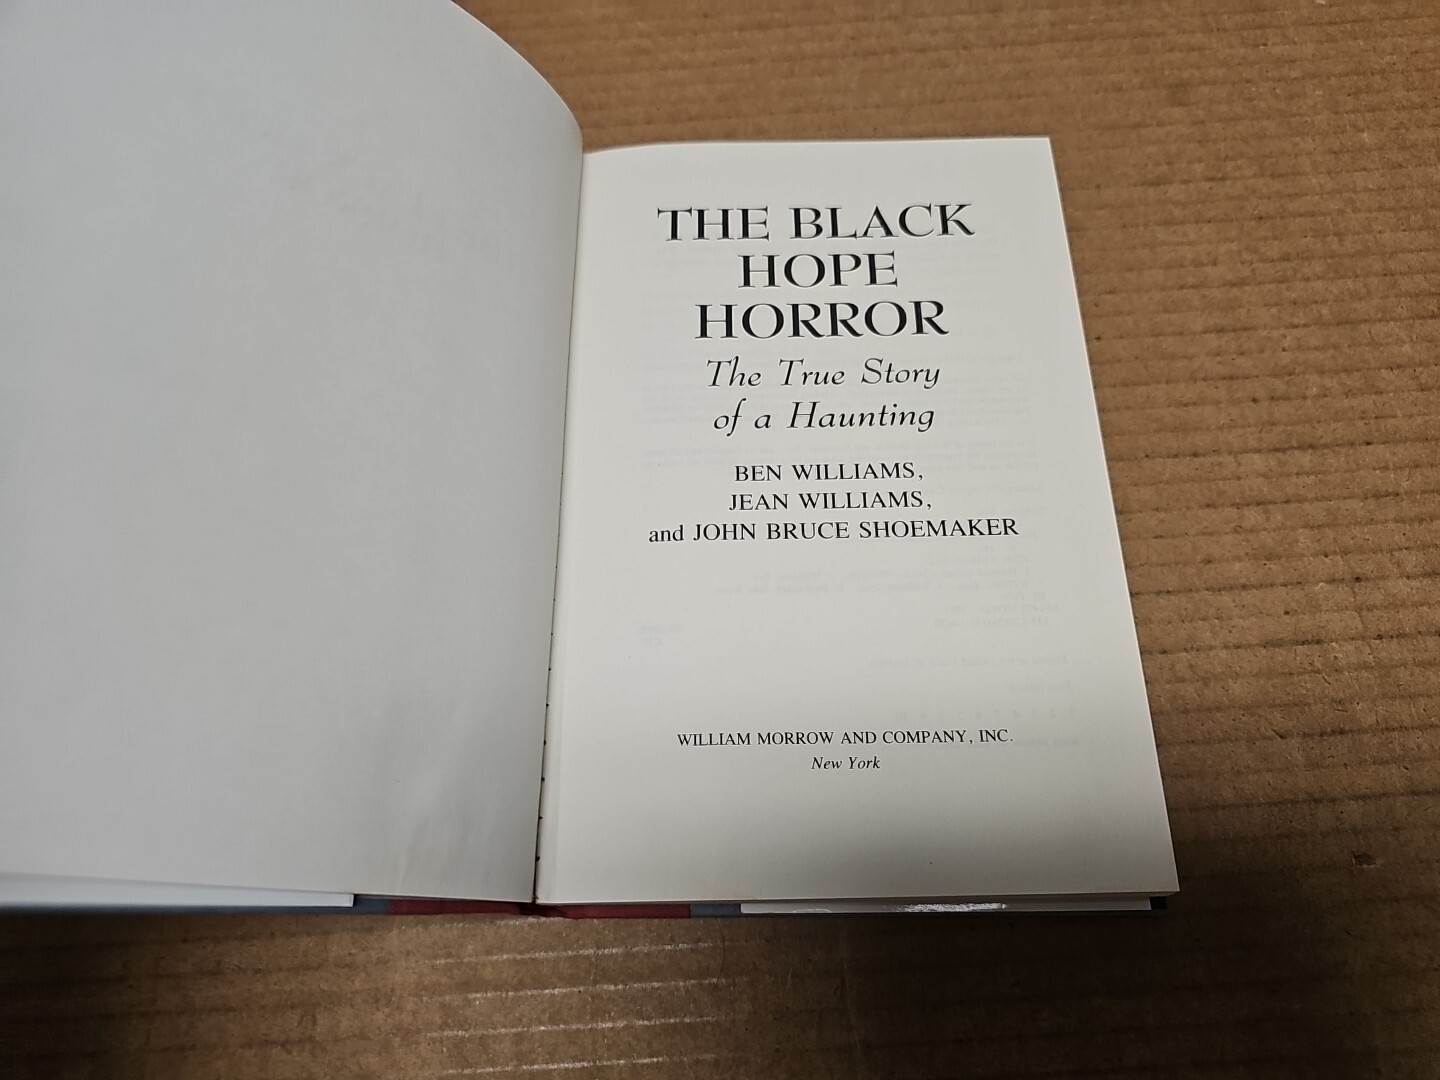 THE BLACK
HOPE
HORROR
The True Story
of a Haunting
BEN WILLIAMS,
JEAN WILLIAMS,
and JOHN BRUCE SHOEMAKER
WILLIAM MORROW AND COMPANY, INC.
New York